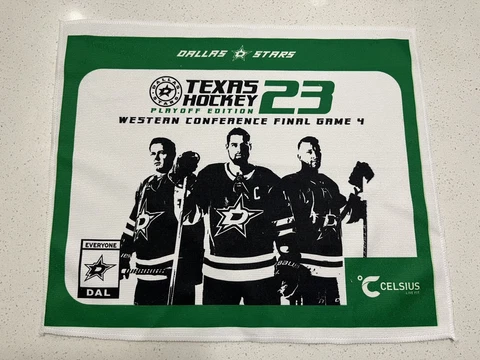 DALLAS STARS
TEXAS
HOCKEY 23
PLAYOFF EDITION
WESTERN CONFERENCE FINAL GAME 4
C
EVERYONE
DAL
CELSIUS